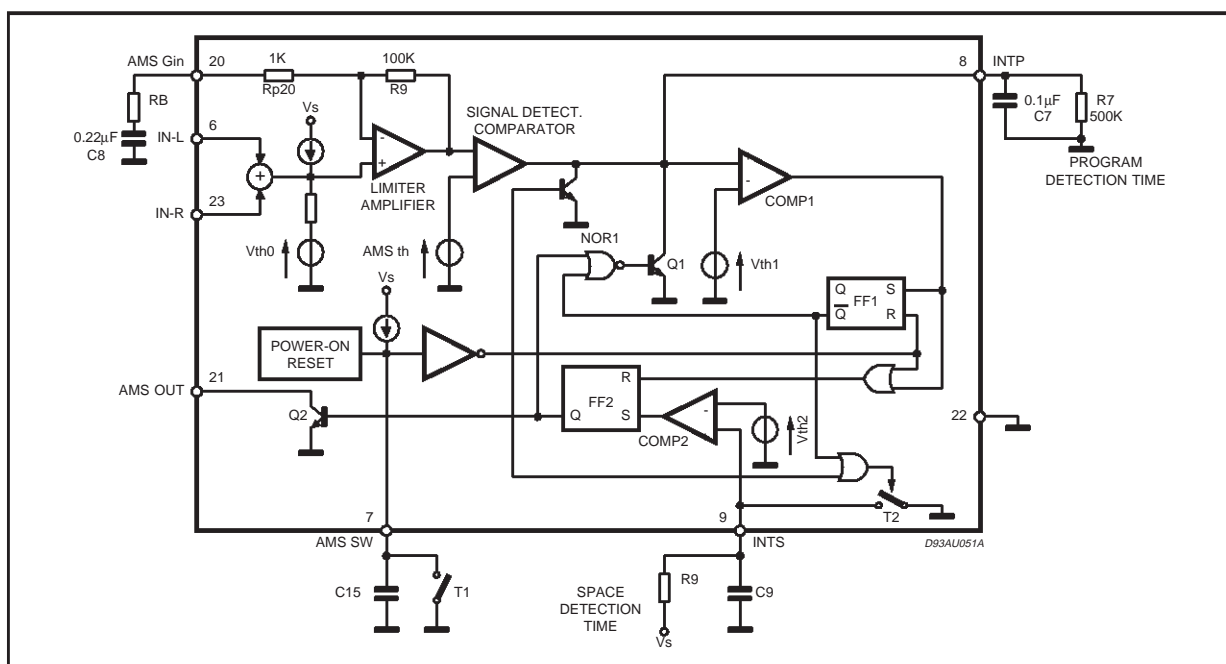 AMS Gin
20
1K
Rp20
100K
R9
8
INTP
RB
0.22µF
C8
6
IN-L
Vs
SIGNAL DETECT.
COMPARATOR
-
+
+
LIMITER
AMPLIFIER
+
-
COMP1
0.1µF
C7
R7
500K
PROGRAM
DETECTION TIME
23
IN-R
Vth0
AMS th
NOR1
Q1
Vth1
Vs
Q
S
FF1
Q
R
POWER-ON
RESET
21
AMS OUT
Q2
R
FF2
Q
S
-
COMP2
Vth2
22
T2
7
AMS SW
9
INTS
D93AU051A
C15
T1
SPACE
DETECTION
TIME
R9
Vs
C9